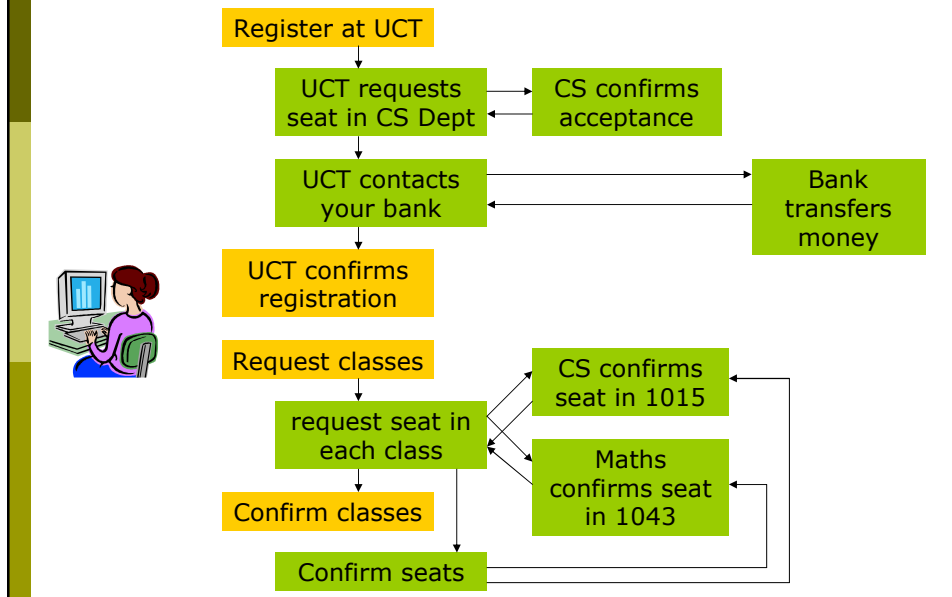 Register at UCT
UCT requests
seat in CS Dept
CS confirms
acceptance
UCT contacts
your bank
Bank
transfers
money
UCT confirms
registration
Request classes
CS confirms
seat in 1015
request seat in
each class
Maths
confirms seat
in 1043
Confirm classes
Confirm seats